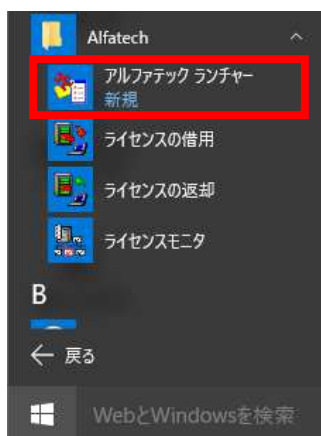 Alfatech
アルファテック ランチャー
新規
ライセンスの借用
ライセンスの返却
ライセンスモニタ
B
戻る
WebとWindowsを検索